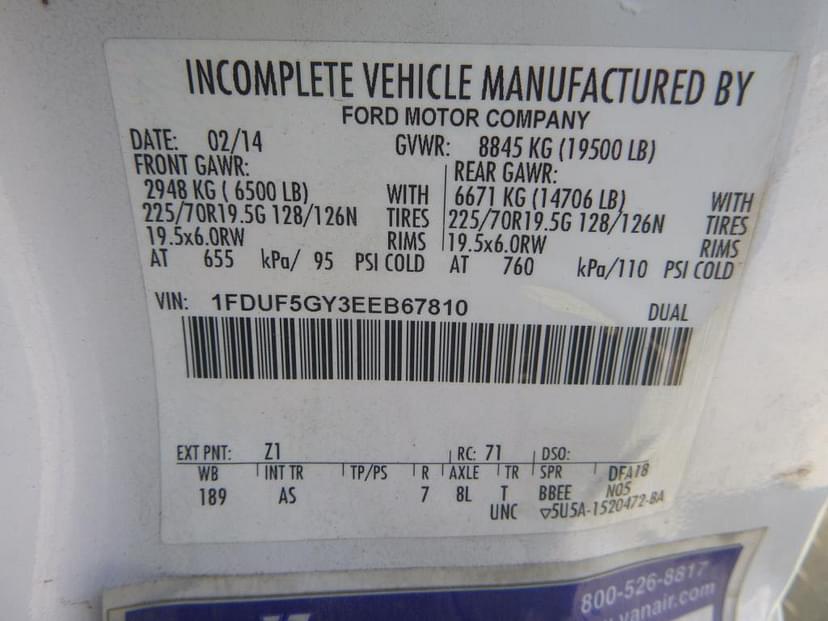 INCOMPLETE VEHICLE MANUFACTURED BY
FORD MOTOR COMPANY
DATE: 02/14 GVWR: 8845 KG (19500 LB)
FRONT GAWR: REAR GAWR:
2948 KG ( 6500 LB) WITH 6671 KG (14706 LB) WITH
225/70R19.5G 128/126N TIRES 225/70R19.5G 128/126N TIRES
19.5x6.0RW RIMS 19.5x6.0RW RIMS
AT 655 kPa/ 95 PSI COLD AT 760 kPa/110 PSI COLD
VIN: 1FDUF5GY3EEB67810 DUAL
EXT PNT: Z1 RC: 71 DSO:
WB INT TR TP/PS R AXLE TR SPR DFA18
189 AS 7 8L T BBEE N05
UNC ▽5U5A-1520472-BA
800-526-8817
vanair.com